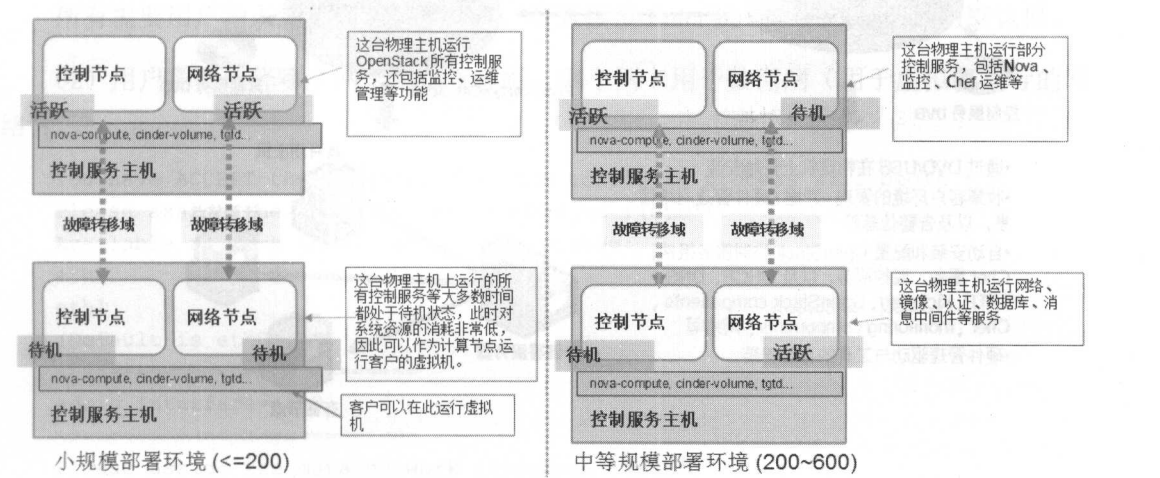 控制节点
网络节点
活跃
活跃
nova-compute, cinder-volume, tgtd...
控制服务主机
这台物理主机运行
OpenStack 所有控制服
务，还包括监控、运维
管理等功能
故障转移域
故障转移域
控制节点
网络节点
待机
待机
nova-compute, cinder-volume, tgtd...
控制服务主机
这台物理主机上运行的所
有控制服务等大多数时间
都处于待机状态，此时对
系统资源的消耗非常低，
因此可以作为计算节点运
行客户的虚拟机。
客户可以在此运行虚拟
机
小规模部署环境 (<=200)
控制节点
网络节点
活跃
待机
nova-compute, cinder-volume, tgtd...
控制服务主机
这台物理主机运行部分
控制服务，包括Nova、
监控、Chef 运维等
故障转移域
故障转移域
控制节点
网络节点
待机
活跃
nova-compute, cinder-volume, tgtd...
控制服务主机
这台物理主机运行网络、
镜像、认证、数据库、消
息中间件等服务
中等规模部署环境 (200~600)